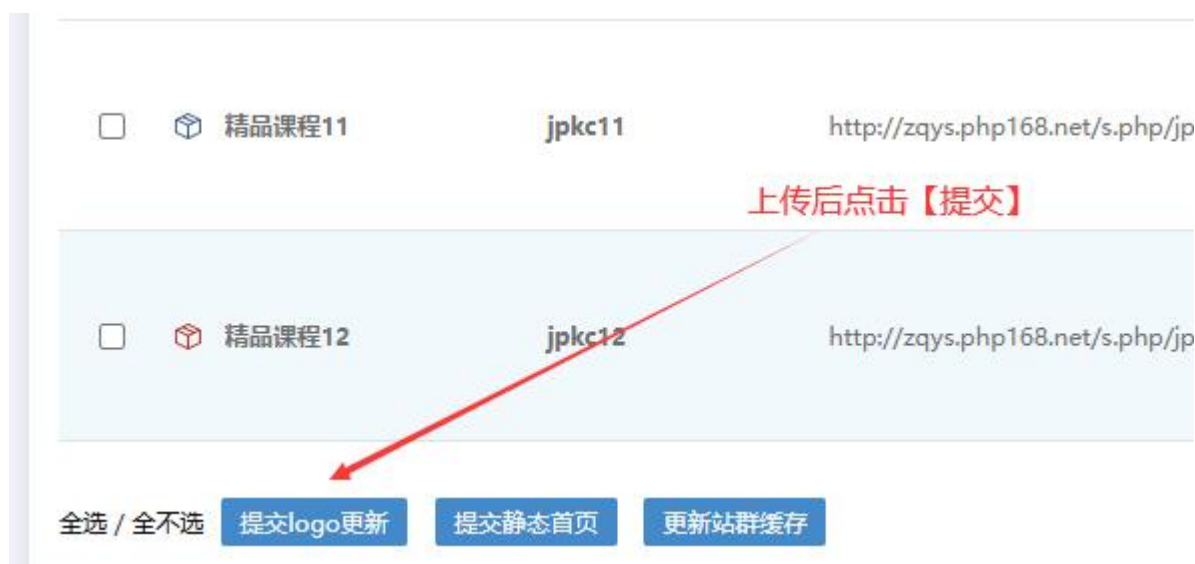 精品课程11 jpkc11 http://zqys.php168.net/s.php/jp
上传后点击【提交】
精品课程12 jpkc12 http://zqys.php168.net/s.php/jp
全选 / 全不选 提交logo更新 提交静态首页 更新站群缓存